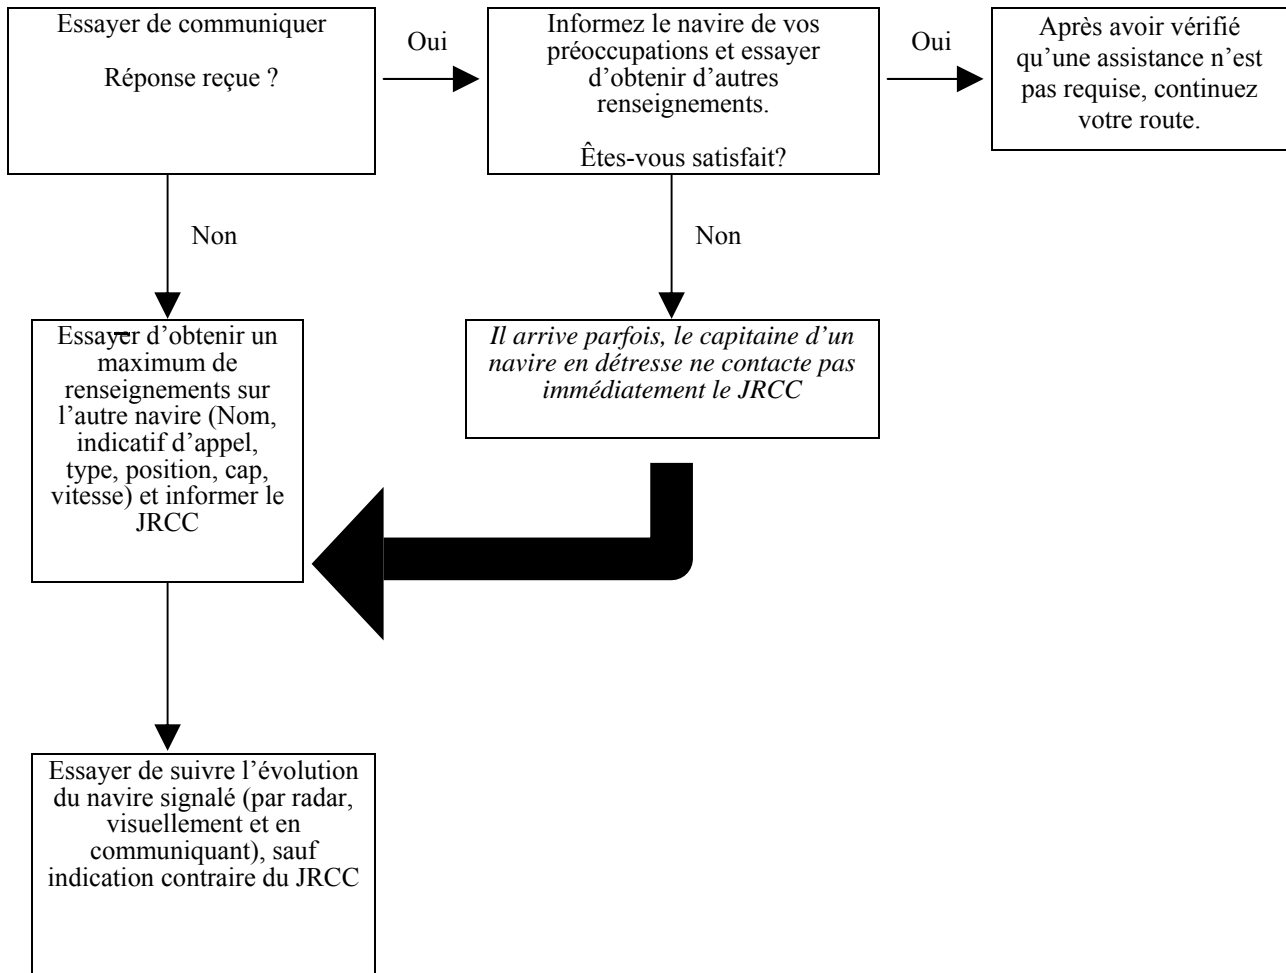 Essayer de communiquer
Réponse reçue ?
Oui
Informez le navire de vos
préoccupations et essayer
d’obtenir d’autres
renseignements.
Êtes-vous satisfait?
Oui
Après avoir vérifié
qu’une assistance n’est
pas requise, continuez
votre route.
Non
Non
Essayer d’obtenir un
maximum de
renseignements sur
l’autre navire (Nom,
indicatif d’appel,
type, position, cap,
vitesse) et informer le
JRCC
Il arrive parfois, le capitaine d’un
navire en détresse ne contacte pas
immédiatement le JRCC
Essayer de suivre l’évolution
du navire signalé (par radar,
visuellement et en
communiquant), sauf
indication contraire du JRCC